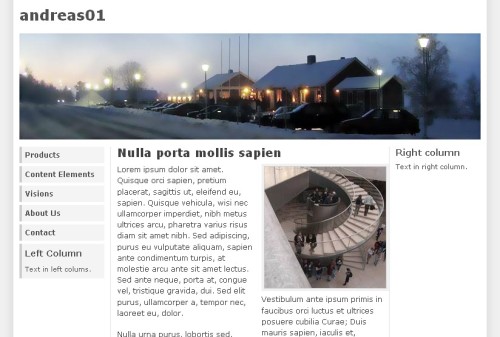 andreas01
Products
Content Elements
Visions
About Us
Contact
Left Column
Text in left colums.
Nulla porta mollis sapien
Lorem ipsum dolor sit amet.
Quisque orci sapien, pretium
placerat, sagittis ut, eleifend eu,
sapien. Quisque vehicula, wisi nec
ullamcorper imperdiet, nibh metus
ultrices arcu, pharetra varius risus
diam sit amet nibh. Sed adipiscing,
purus eu vulputate aliquam, sapien
ante condimentum turpis, at
molestie arcu ante sit amet lectus.
Sed ante neque, porta at, congue
vel, tristique gravida, dui. Sed elit
purus, ullamcorper a, tempor nec,
laoreet eu, dolor.
Nulla urna purus, lobortis sed,
Vestibulum ante ipsum primis in
faucibus orci luctus et ultrices
posuere cubilia Curae; Duis
mauris sapien, iaculis et,
Right column
Text in right column.